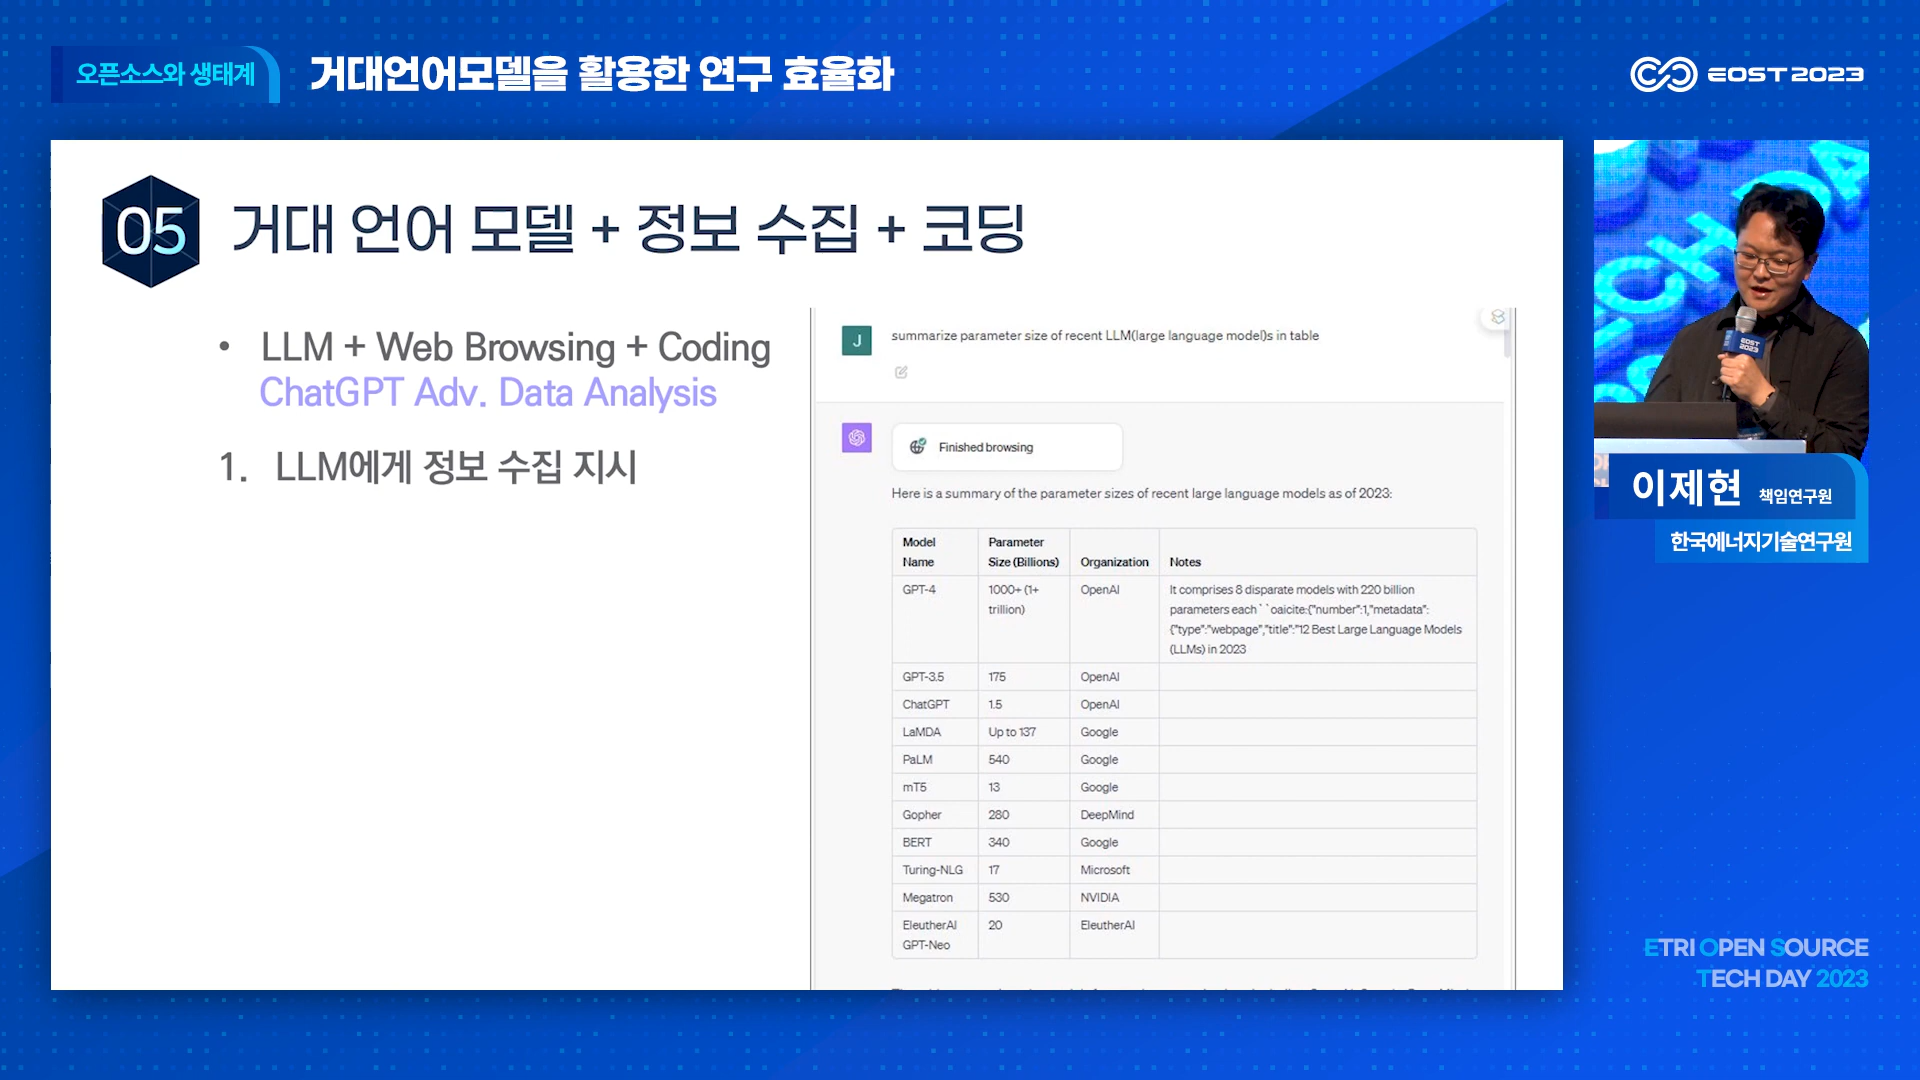 오픈소스와 생태계
거대언어모델을 활용한 연구 효율화
EOST 2023
05
거대 언어 모델 + 정보 수집 + 코딩
• LLM + Web Browsing + Coding
ChatGPT Adv. Data Analysis
1. LLM에게 정보 수집 지시
J
summarize parameter size of recent LLM(large language model)s in table
Finished browsing
Here is a summary of the parameter sizes of recent large language models as of 2023:
Model Name Parameter Size (Billions) Organization Notes
GPT-4 1000+ (1+ trillion) OpenAI It comprises 8 disparate models with 220 billion
parameters each``oaicite:{"number":1,"metadata":
{"type":"webpage","title":"12 Best Large Language Models
(LLMs) in 2023
GPT-3.5 175 OpenAI
ChatGPT 1.5 OpenAI
LaMDA Up to 137 Google
PaLM 540 Google
mT5 13 Google
Gopher 280 DeepMind
BERT 340 Google
Turing-NLG 17 Microsoft
Megatron 530 NVIDIA
EleutherAI GPT-Neo 20 EleutherAI
EOST 2023
이제현 책임연구원
한국에너지기술연구원
ETRI OPEN SOURCE
TECH DAY 2023